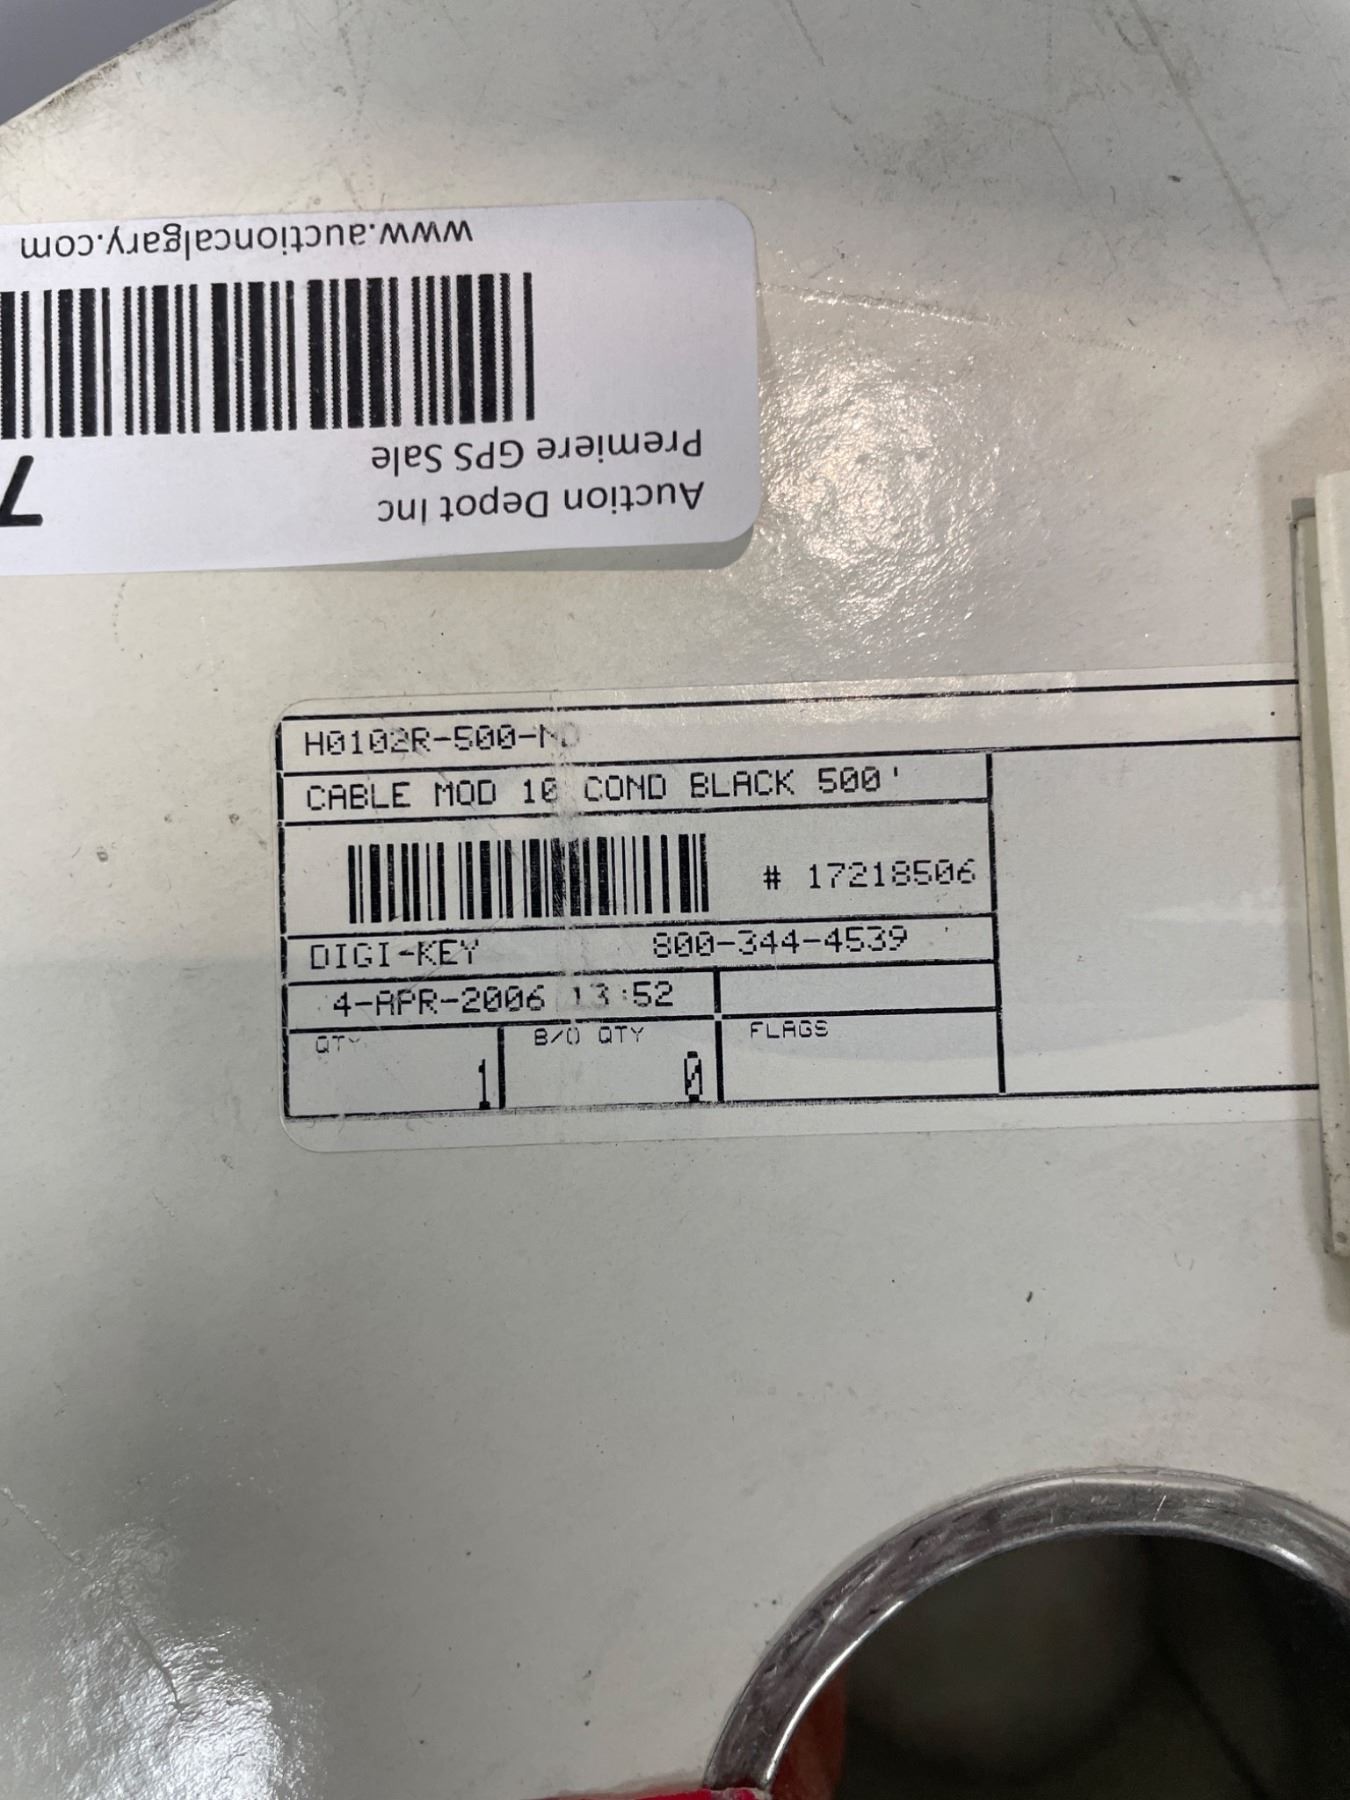 www.auctioncalgary.com
Premiere GPS Sale
Auction Depot Inc
7
H0102R-500-ND
CABLE MOD 10 COND BLACK 500'
# 17218506
DIGI-KEY 800-344-4539
4-APR-2006 13:52
QTY B/O QTY FLAGS
1 0